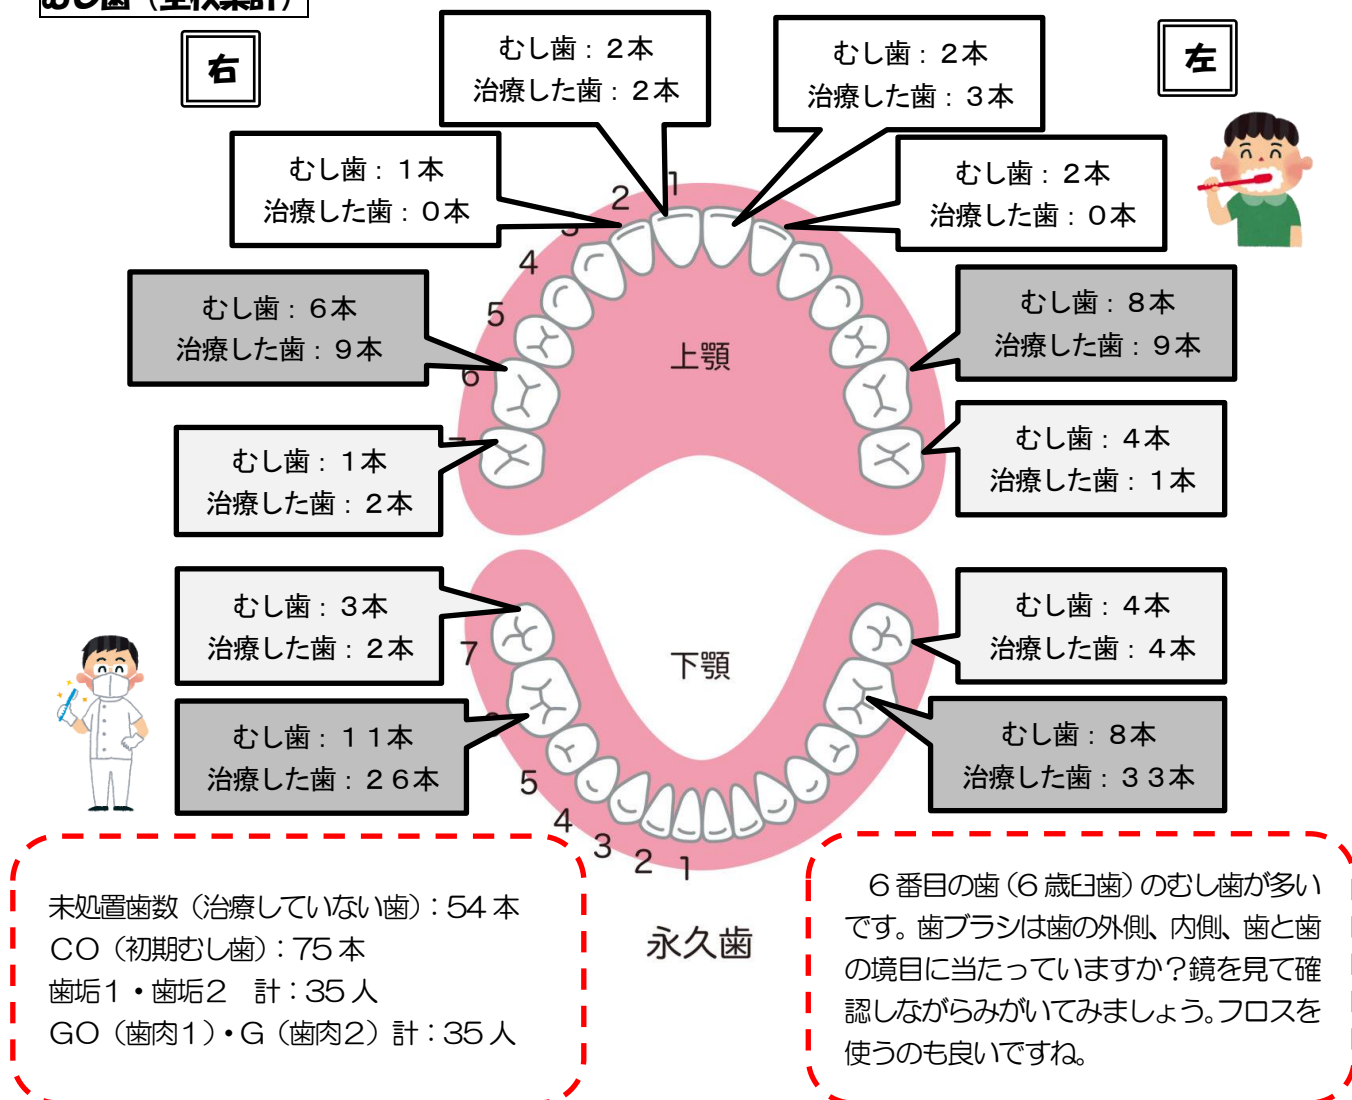 むし歯（全校集計）
右
左
むし歯：２本
治療した歯：２本
むし歯：２本
治療した歯：３本
むし歯：１本
治療した歯：０本
むし歯：２本
治療した歯：０本
むし歯：６本
治療した歯：９本
むし歯：８本
治療した歯：９本
むし歯：１本
治療した歯：２本
むし歯：４本
治療した歯：１本
1
2
3
4
5
6
7
上顎
むし歯：３本
治療した歯：２本
むし歯：４本
治療した歯：４本
むし歯：１１本
治療した歯：２６本
むし歯：８本
治療した歯：３３本
下顎
7
5
4
3
2
1
永久歯
未処置歯数（治療していない歯）：54 本
ＣＯ（初期むし歯）：75 本
歯垢１・歯垢２　計：35 人
ＧＯ（歯肉１）・Ｇ（歯肉２）計：35 人
６番目の歯（６歳臼歯）のむし歯が多い
です。歯ブラシは歯の外側、内側、歯と歯
の境目に当たっていますか？鏡を見て確
認しながらみがいてみましょう。フロスを
使うのも良いですね。